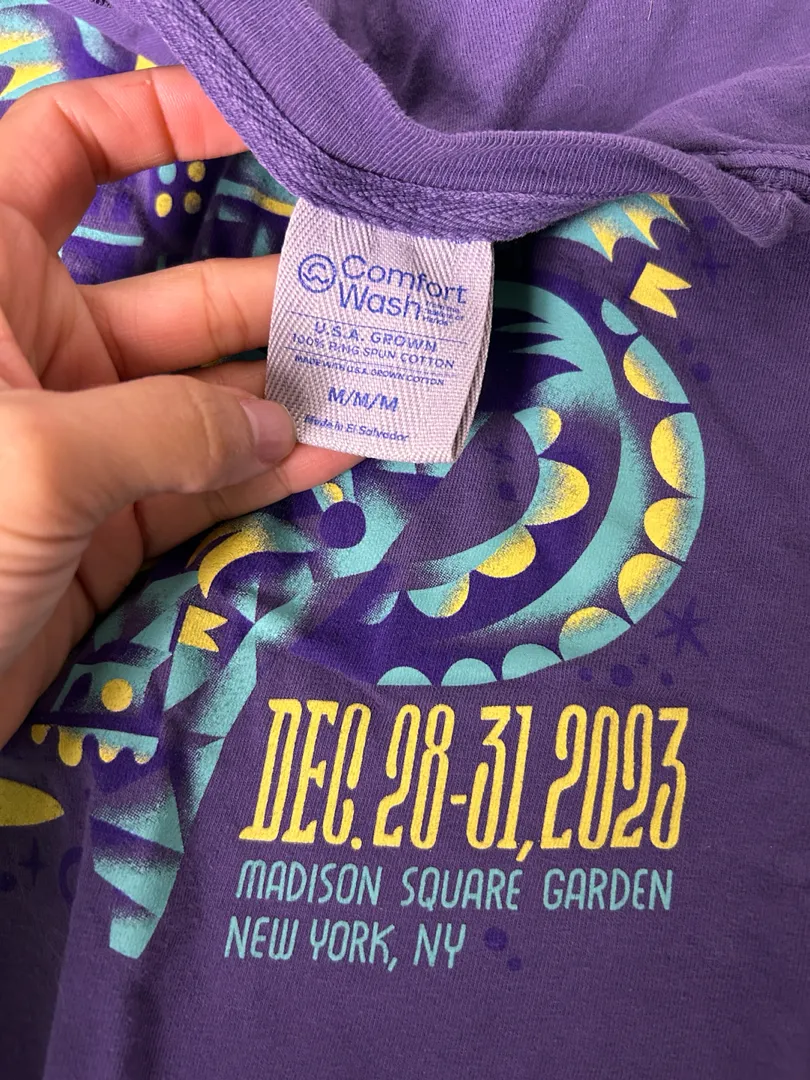 Comfort
Wash
U.S.A. GROWN
100% RING SPUN COTTON
MADE WITH U.S.A. GROWN COTTON
M/M/M
Made in El Salvador
DEC. 28-31, 2023
MADISON SQUARE GARDEN
NEW YORK, NY